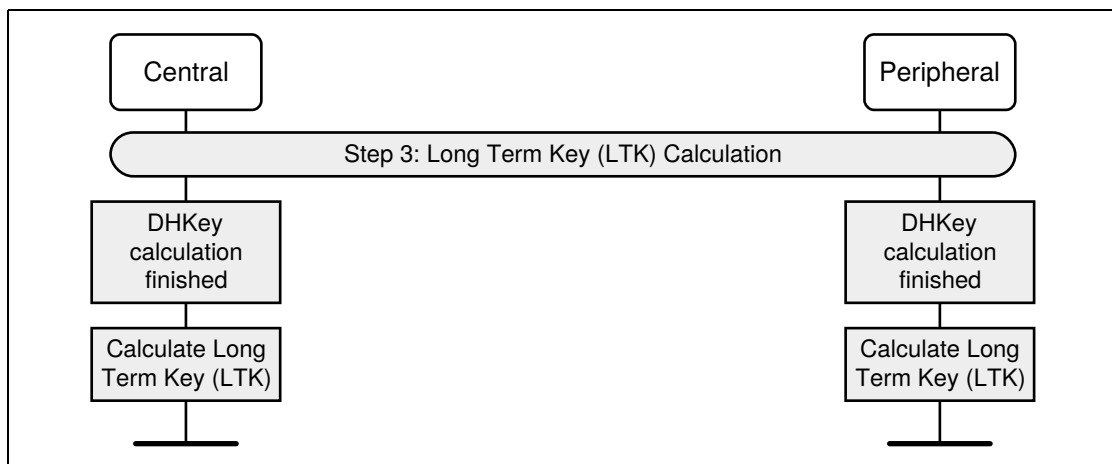 Central
Peripheral
Step 3: Long Term Key (LTK) Calculation
DHKey
calculation
finished
DHKey
calculation
finished
Calculate Long
Term Key (LTK)
Calculate Long
Term Key (LTK)